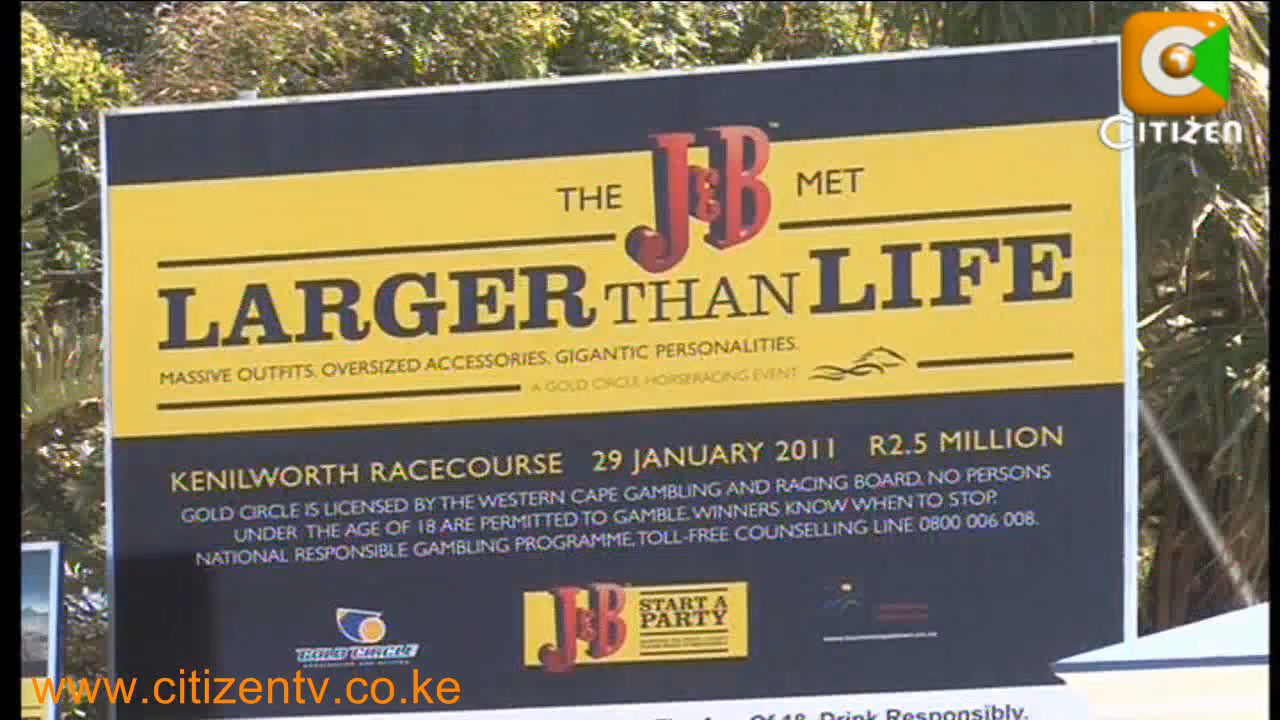 CITIZEN
THE J&B MET
LARGER THAN LIFE
MASSIVE OUTFITS. OVERSIZED ACCESSORIES. GIGANTIC PERSONALITIES.
A GOLD CIRCLE HORSERACING EVENT
KENILWORTH RACECOURSE 29 JANUARY 2011 R2.5 MILLION
GOLD CIRCLE IS LICENSED BY THE WESTERN CAPE GAMBLING AND RACING BOARD. NO PERSONS
UNDER THE AGE OF 18 ARE PERMITTED TO GAMBLE. WINNERS KNOW WHEN TO STOP.
NATIONAL RESPONSIBLE GAMBLING PROGRAMME, TOLL-FREE COUNSELLING LINE 0800 006 008.
GOLD CIRCLE
J&B START A
PARTY
www.citizentv.co.ke
Of 18. Drink Responsibly.